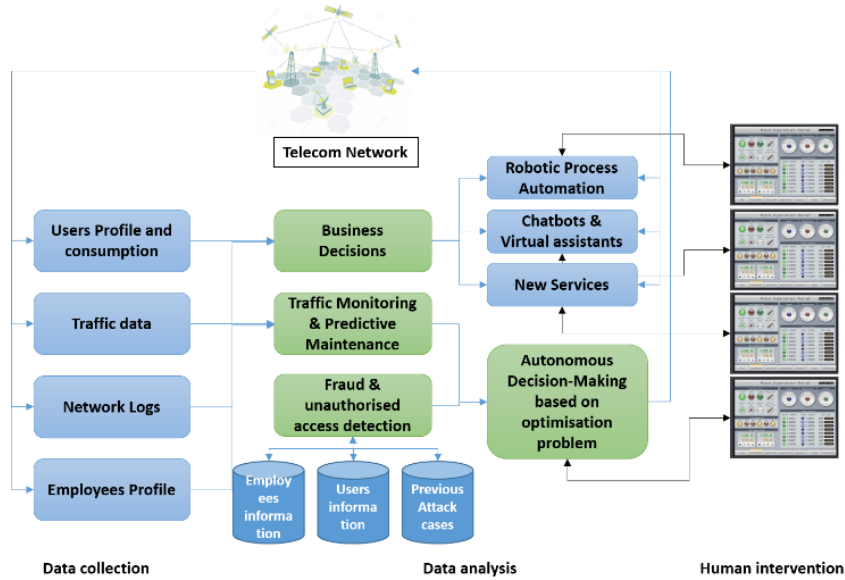 Telecom Network
Robotic Process
Automation
Users Profile and
consumption
Business
Decisions
Chatbots &
Virtual assistants
New Services
Traffic data
Traffic Monitoring
& Predictive
Maintenance
Network Logs
Fraud &
unauthorised
access detection
Autonomous
Decision-Making
based on
optimisation
problem
Employees Profile
Employ
ees
informa
tion
Users
informa
tion
Previous
Attack
cases
Data collection
Data analysis
Human intervention